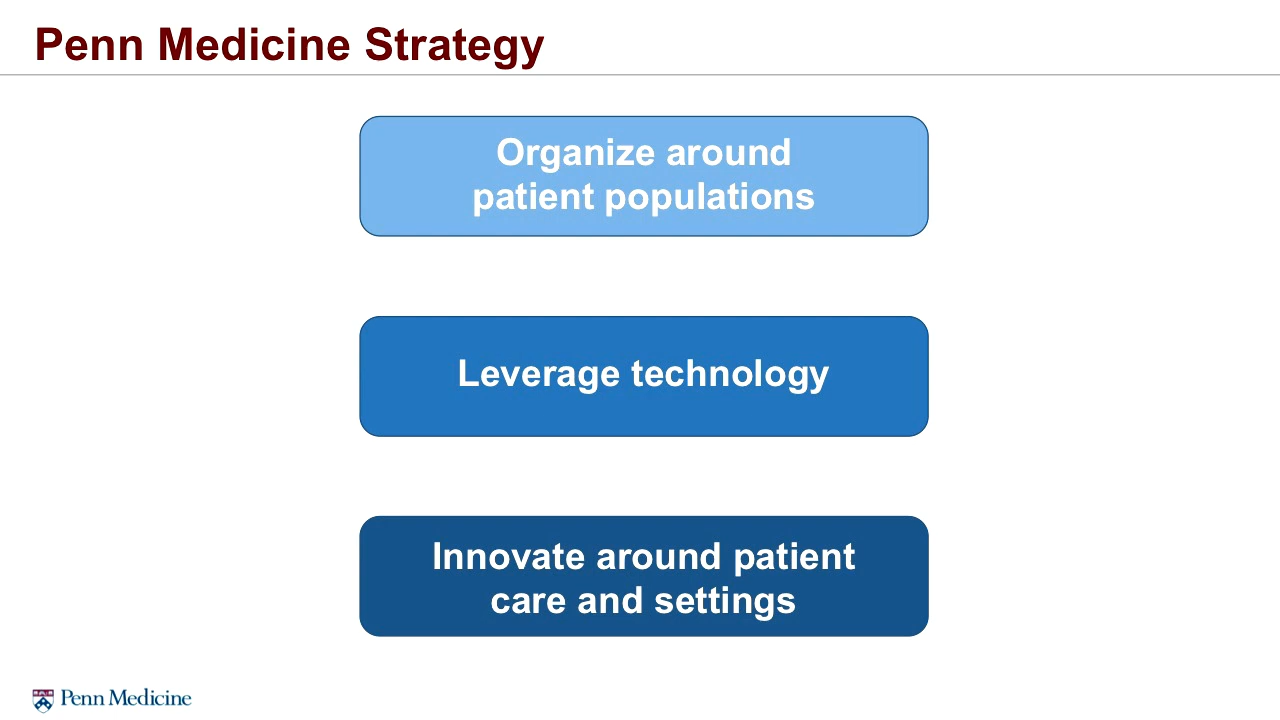 Penn Medicine Strategy
Organize around
patient populations
Leverage technology
Innovate around patient
care and settings
Penn Medicine